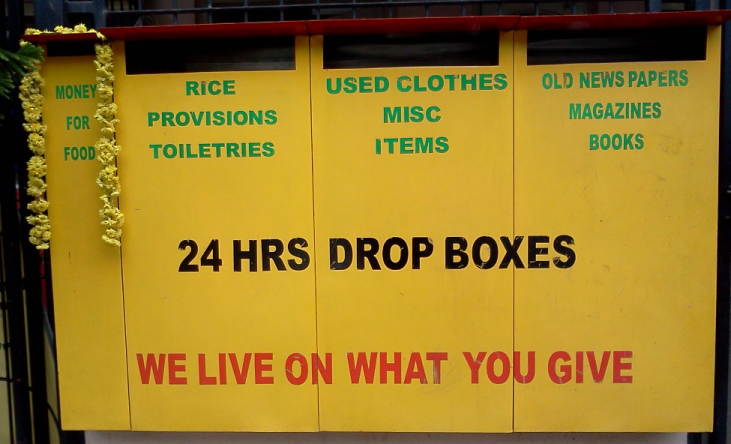 MONEY
FOR
FOOD
RICE
PROVISIONS
TOILETRIES
USED CLOTHES
MISC
ITEMS
OLD NEWS PAPERS
MAGAZINES
BOOKS
24 HRS DROP BOXES
WE LIVE ON WHAT YOU GIVE